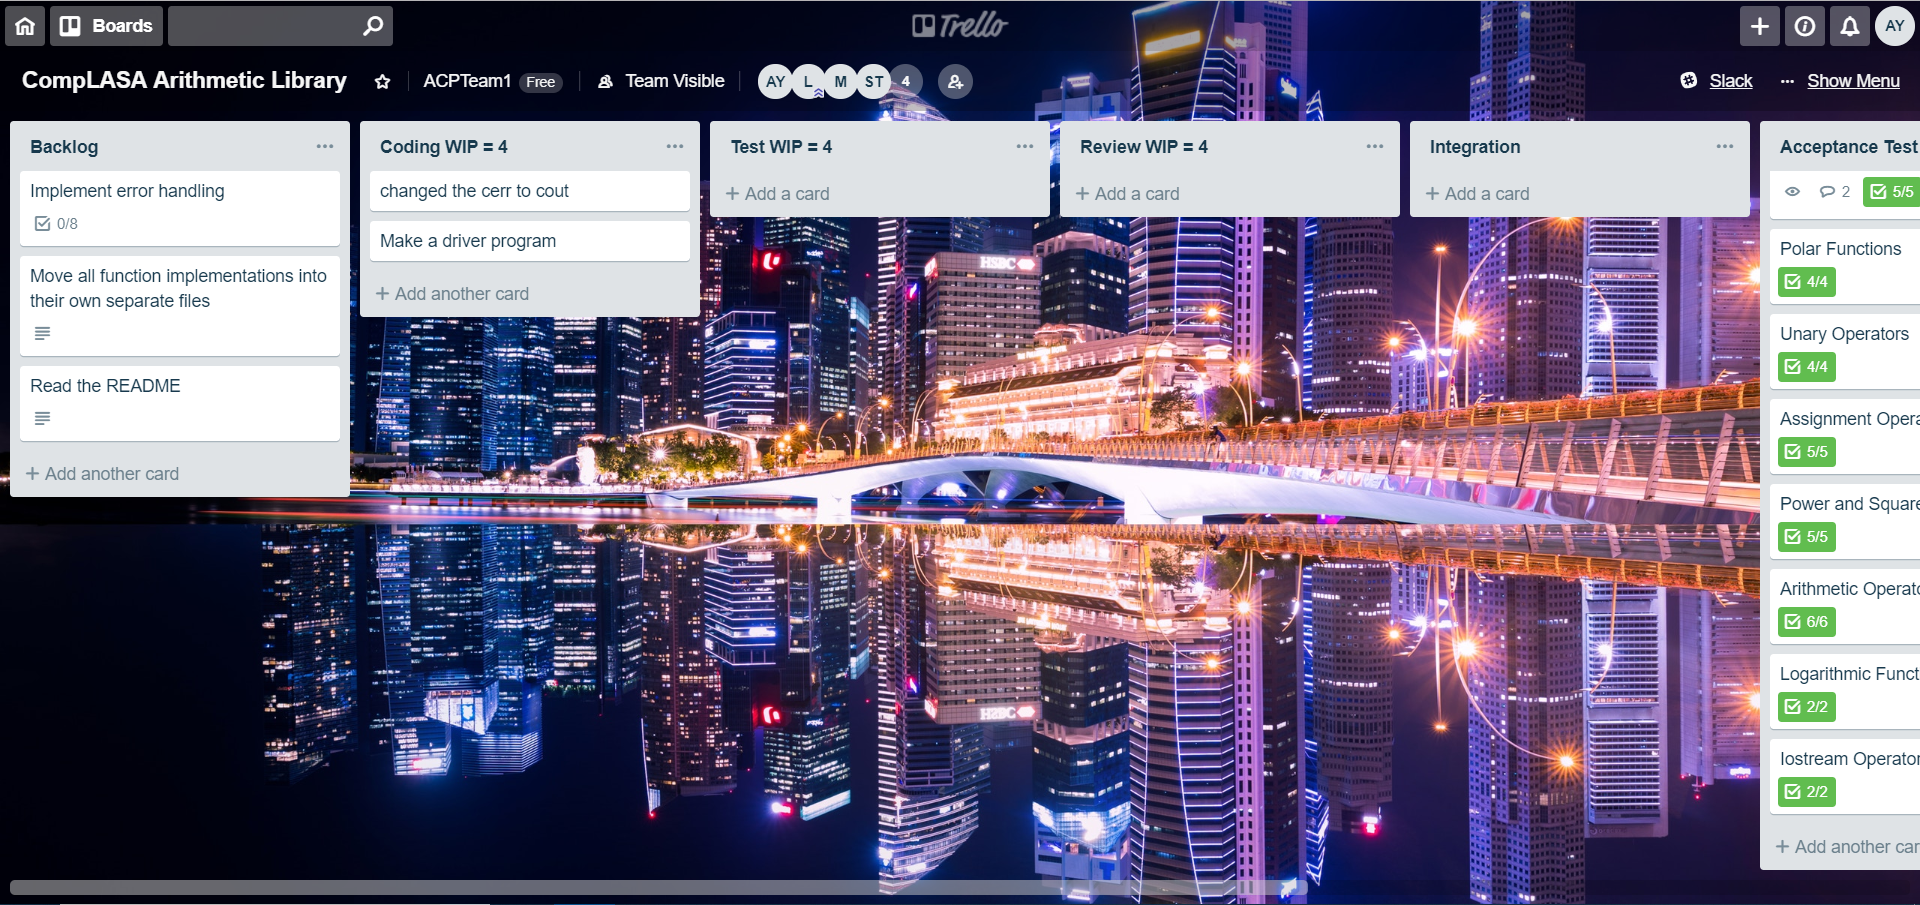 Boards
Trello
AY
CompLASA Arithmetic Library
ACPTeam1 Free
Team Visible
AY L M ST 4
Slack
... Show Menu
Backlog
Implement error handling
0/8
Move all function implementations into
their own separate files
Read the README
+ Add another card
Coding WIP = 4
changed the cerr to cout
Make a driver program
+ Add another card
Test WIP = 4
+ Add a card
Review WIP = 4
+ Add a card
Integration
+ Add a card
Acceptance Test
2 5/5
Polar Functions
4/4
Unary Operators
4/4
Assignment Opera
5/5
Power and Square
5/5
Arithmetic Operato
6/6
Logarithmic Funct
2/2
Iostream Operator
2/2
+ Add another car
HSBC